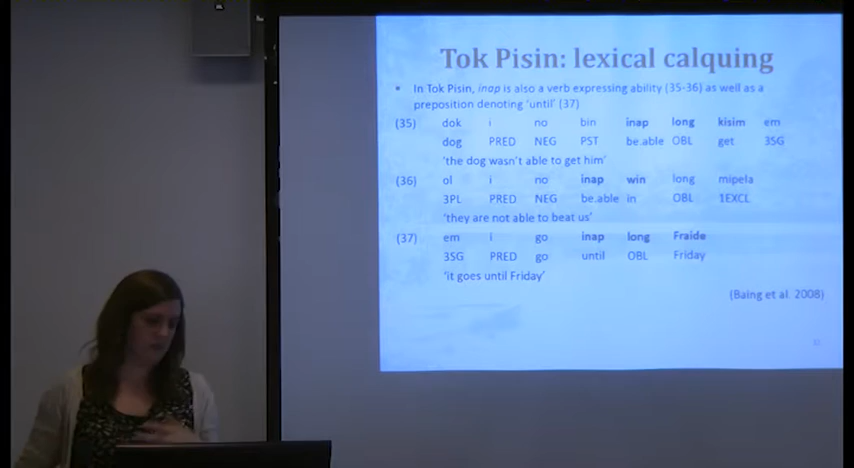 Tok Pisin: lexical calquing
• In Tok Pisin, inap is also a verb expressing ability (35-36) as well as a
preposition denoting 'until' (37)
(35) dok i no bin inap long kisim em
dog PRED NEG PST be.able OBL get 3SG
'the dog wasn't able to get him'
(36) ol i no inap win long mipela
3PL PRED NEG be.able in OBL 1EXCL
'they are not able to beat us'
(37) em i go inap long Fraide
3SG PRED go until OBL Friday
'it goes until Friday'
(Baing et al. 2008)